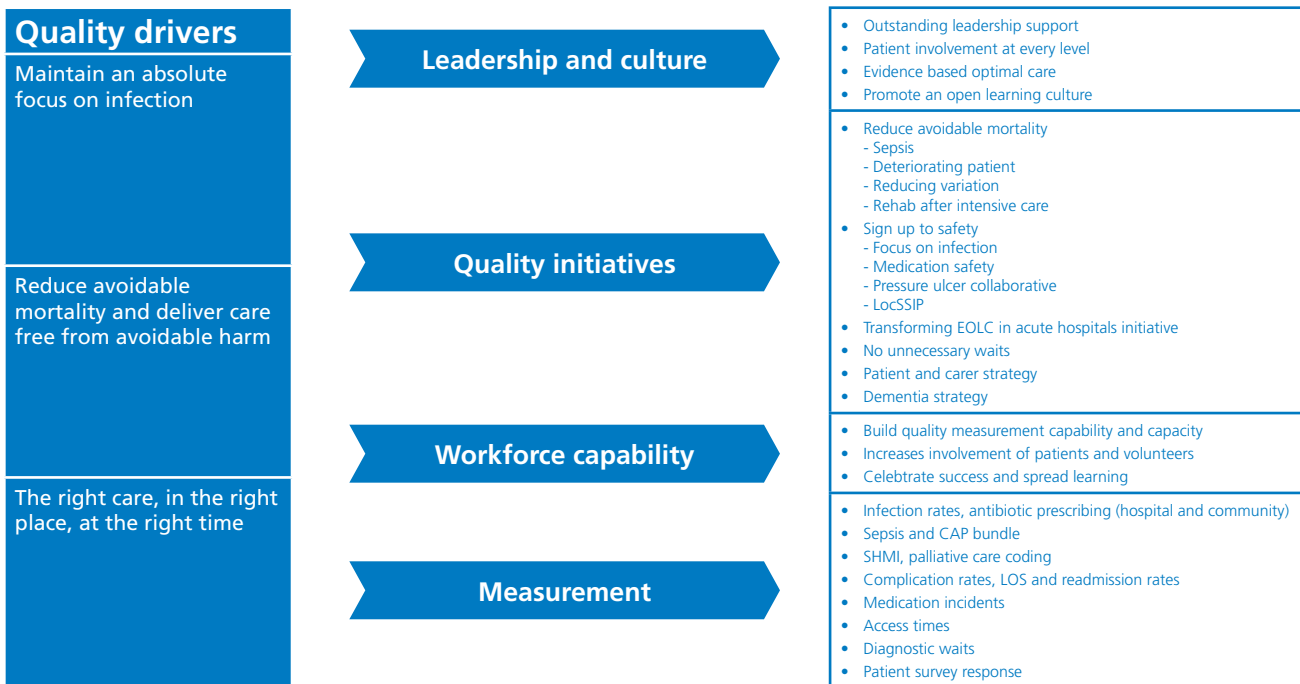 Quality drivers
Maintain an absolute
focus on infection
Reduce avoidable
mortality and deliver care
free from avoidable harm
The right care, in the right
place, at the right time
Leadership and culture
Quality initiatives
Workforce capability
Measurement
• Outstanding leadership support
• Patient involvement at every level
• Evidence based optimal care
• Promote an open learning culture
• Reduce avoidable mortality
- Sepsis
- Deteriorating patient
- Reducing variation
- Rehab after intensive care
• Sign up to safety
- Focus on infection
- Medication safety
- Pressure ulcer collaborative
- LocSSIP
• Transforming EOLC in acute hospitals initiative
• No unnecessary waits
• Patient and carer strategy
• Dementia strategy
• Build quality measurement capability and capacity
• Increases involvement of patients and volunteers
• Celebtrate success and spread learning
• Infection rates, antibiotic prescribing (hospital and community)
• Sepsis and CAP bundle
• SHMI, palliative care coding
• Complication rates, LOS and readmission rates
• Medication incidents
• Access times
• Diagnostic waits
• Patient survey response